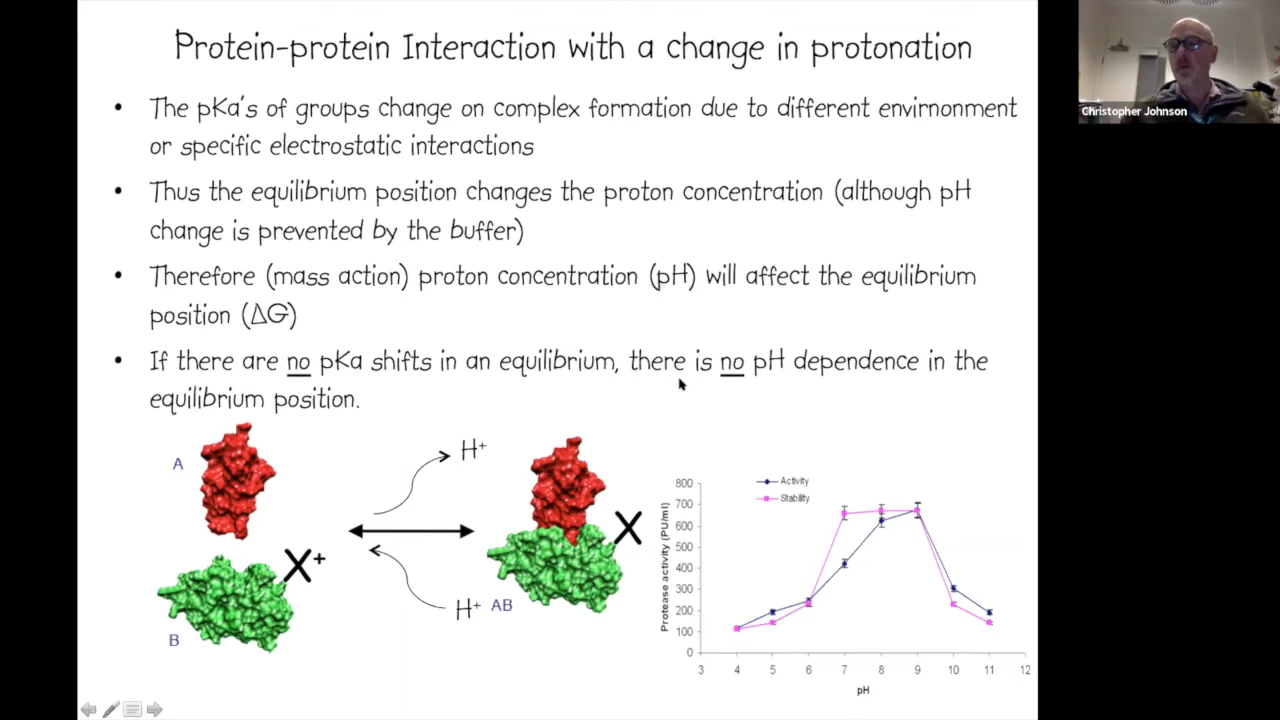 Protein-protein Interaction with a change in protonation
• The pKa's of groups change on complex formation due to different envirnonment
or specific electrostatic interactions
• Thus the equilibrium position changes the proton concentration (although pH
change is prevented by the buffer)
• Therefore (mass action) proton concentration (pH) will affect the equilibrium
position (ΔG)
• If there are no pKa shifts in an equilibrium, there is no pH dependence in the
equilibrium position.
A
B
X+
H+
H+
AB
X
Activity
Stability
Protease activity (PU/ml)
800
700
600
500
400
300
200
100
0
3 4 5 6 7 8 9 10 11 12
pH
Christopher Johnson